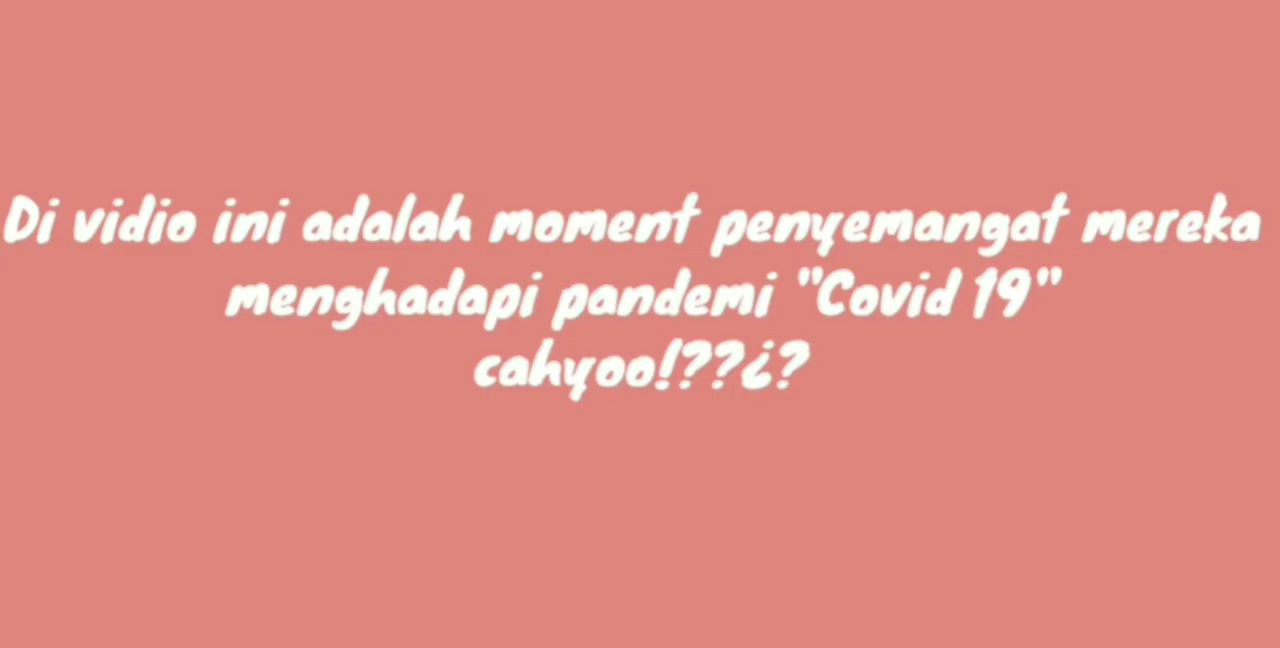 Di vidio ini adalah moment penyemangat mereka
menghadapi pandemi "Covid 19"
cahyoo!??¿?